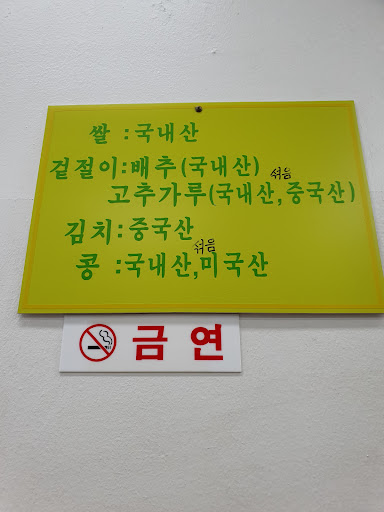 쌀 : 국내산
겉절이 : 배추(국내산)
섞음
고추가루(국내산, 중국산)
김치 : 중국산
섞음
콩 : 국내산, 미국산
금연